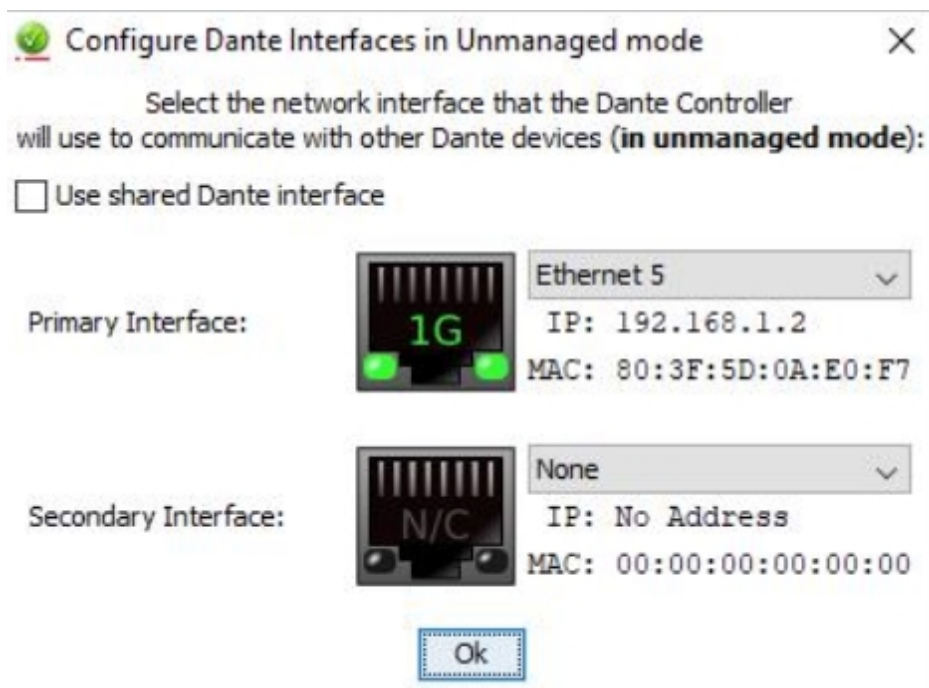 Configure Dante Interfaces in Unmanaged mode
Select the network interface that the Dante Controller
will use to communicate with other Dante devices (in unmanaged mode):
Use shared Dante interface
Primary Interface:
1G
Ethernet 5
IP: 192.168.1.2
MAC: 80:3F:5D:0A:E0:F7
Secondary Interface:
N/C
None
IP: No Address
MAC: 00:00:00:00:00:00
Ok